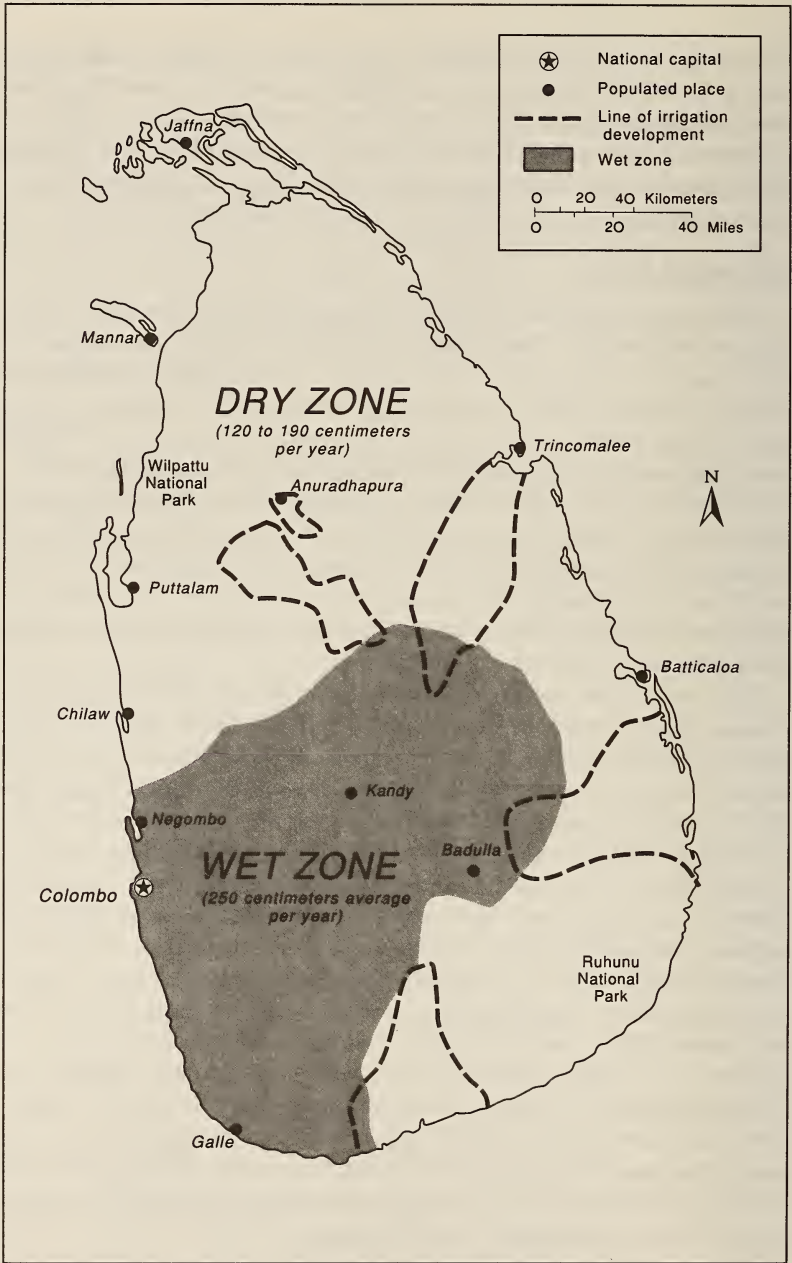 National capital
Populated place
Line of irrigation
development
Wet zone
0 20 40 Kilometers
0 20 40 Miles
Jaffna
Mannar
DRY ZONE
(120 to 190 centimeters
per year)
Trincomalee
Wilpattu
National
Park
Anuradhapura
N
Puttalam
Batticaloa
Chilaw
Kandy
Negombo
Badulla
WET ZONE
(250 centimeters average
per year)
Colombo
Ruhunu
National
Park
Galle